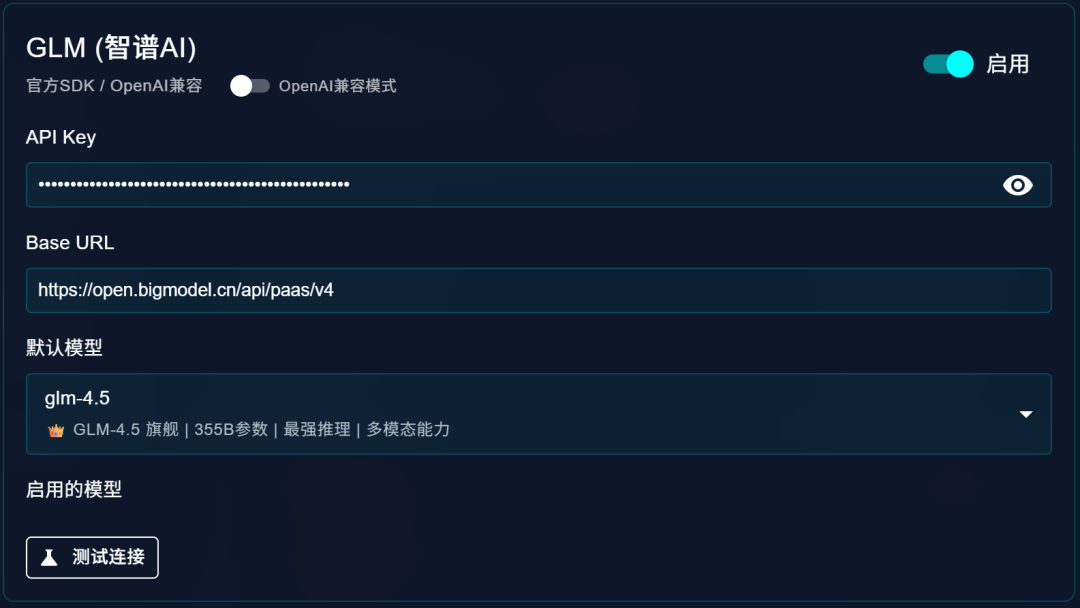 GLM (智谱AI)
启用
官方SDK / OpenAI兼容 OpenAI兼容模式
API Key
••••••••••••••••••••••••••••••••••••••••••••••••• 
Base URL
https://open.bigmodel.cn/api/paas/v4
默认模型
glm-4.5
👑 GLM-4.5 旗舰 | 355B参数 | 最强推理 | 多模态能力
启用的模型
测试连接